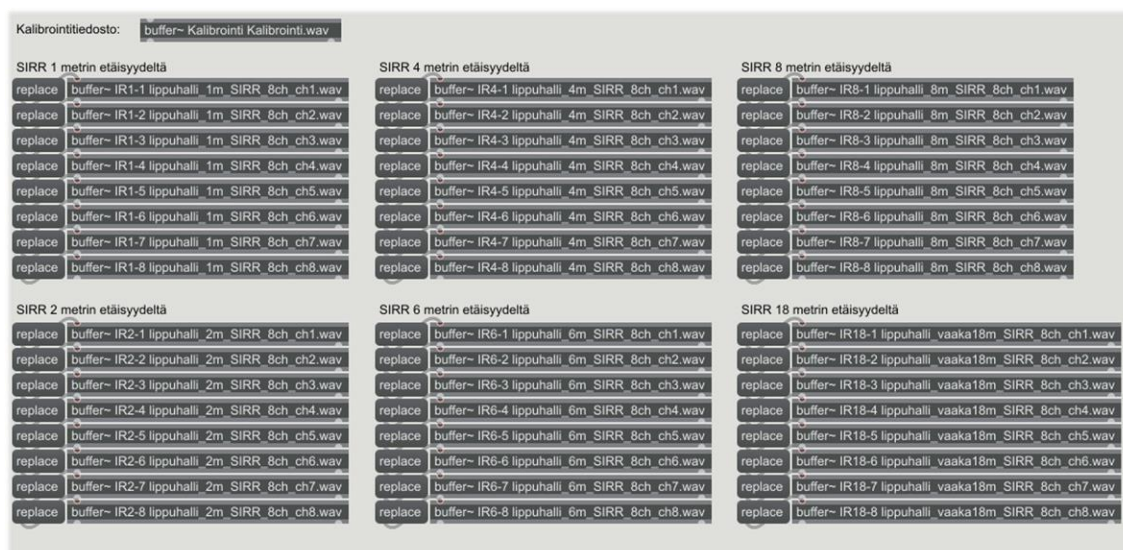 Kalibrointitiedosto: buffer~ Kalibrointi Kalibrointi.wav
SIRR 1 metrin etäisyydeltä
replace buffer~ IR1-1 lippuhalli_1m_SIRR_8ch_ch1.wav
replace buffer~ IR1-2 lippuhalli_1m_SIRR_8ch_ch2.wav
replace buffer~ IR1-3 lippuhalli_1m_SIRR_8ch_ch3.wav
replace buffer~ IR1-4 lippuhalli_1m_SIRR_8ch_ch4.wav
replace buffer~ IR1-5 lippuhalli_1m_SIRR_8ch_ch5.wav
replace buffer~ IR1-6 lippuhalli_1m_SIRR_8ch_ch6.wav
replace buffer~ IR1-7 lippuhalli_1m_SIRR_8ch_ch7.wav
replace buffer~ IR1-8 lippuhalli_1m_SIRR_8ch_ch8.wav
SIRR 4 metrin etäisyydeltä
replace buffer~ IR4-1 lippuhalli_4m_SIRR_8ch_ch1.wav
replace buffer~ IR4-2 lippuhalli_4m_SIRR_8ch_ch2.wav
replace buffer~ IR4-3 lippuhalli_4m_SIRR_8ch_ch3.wav
replace buffer~ IR4-4 lippuhalli_4m_SIRR_8ch_ch4.wav
replace buffer~ IR4-5 lippuhalli_4m_SIRR_8ch_ch5.wav
replace buffer~ IR4-6 lippuhalli_4m_SIRR_8ch_ch6.wav
replace buffer~ IR4-7 lippuhalli_4m_SIRR_8ch_ch7.wav
replace buffer~ IR4-8 lippuhalli_4m_SIRR_8ch_ch8.wav
SIRR 8 metrin etäisyydeltä
replace buffer~ IR8-1 lippuhalli_8m_SIRR_8ch_ch1.wav
replace buffer~ IR8-2 lippuhalli_8m_SIRR_8ch_ch2.wav
replace buffer~ IR8-3 lippuhalli_8m_SIRR_8ch_ch3.wav
replace buffer~ IR8-4 lippuhalli_8m_SIRR_8ch_ch4.wav
replace buffer~ IR8-5 lippuhalli_8m_SIRR_8ch_ch5.wav
replace buffer~ IR8-6 lippuhalli_8m_SIRR_8ch_ch6.wav
replace buffer~ IR8-7 lippuhalli_8m_SIRR_8ch_ch7.wav
replace buffer~ IR8-8 lippuhalli_8m_SIRR_8ch_ch8.wav
SIRR 2 metrin etäisyydeltä
replace buffer~ IR2-1 lippuhalli_2m_SIRR_8ch_ch1.wav
replace buffer~ IR2-2 lippuhalli_2m_SIRR_8ch_ch2.wav
replace buffer~ IR2-3 lippuhalli_2m_SIRR_8ch_ch3.wav
replace buffer~ IR2-4 lippuhalli_2m_SIRR_8ch_ch4.wav
replace buffer~ IR2-5 lippuhalli_2m_SIRR_8ch_ch5.wav
replace buffer~ IR2-6 lippuhalli_2m_SIRR_8ch_ch6.wav
replace buffer~ IR2-7 lippuhalli_2m_SIRR_8ch_ch7.wav
replace buffer~ IR2-8 lippuhalli_2m_SIRR_8ch_ch8.wav
SIRR 6 metrin etäisyydeltä
replace buffer~ IR6-1 lippuhalli_6m_SIRR_8ch_ch1.wav
replace buffer~ IR6-2 lippuhalli_6m_SIRR_8ch_ch2.wav
replace buffer~ IR6-3 lippuhalli_6m_SIRR_8ch_ch3.wav
replace buffer~ IR6-4 lippuhalli_6m_SIRR_8ch_ch4.wav
replace buffer~ IR6-5 lippuhalli_6m_SIRR_8ch_ch5.wav
replace buffer~ IR6-6 lippuhalli_6m_SIRR_8ch_ch6.wav
replace buffer~ IR6-7 lippuhalli_6m_SIRR_8ch_ch7.wav
replace buffer~ IR6-8 lippuhalli_6m_SIRR_8ch_ch8.wav
SIRR 18 metrin etäisyydeltä
replace buffer~ IR18-1 lippuhalli_vaaka18m_SIRR_8ch_ch1.wav
replace buffer~ IR18-2 lippuhalli_vaaka18m_SIRR_8ch_ch2.wav
replace buffer~ IR18-3 lippuhalli_vaaka18m_SIRR_8ch_ch3.wav
replace buffer~ IR18-4 lippuhalli_vaaka18m_SIRR_8ch_ch4.wav
replace buffer~ IR18-5 lippuhalli_vaaka18m_SIRR_8ch_ch5.wav
replace buffer~ IR18-6 lippuhalli_vaaka18m_SIRR_8ch_ch6.wav
replace buffer~ IR18-7 lippuhalli_vaaka18m_SIRR_8ch_ch7.wav
replace buffer~ IR18-8 lippuhalli_vaaka18m_SIRR_8ch_ch8.wav